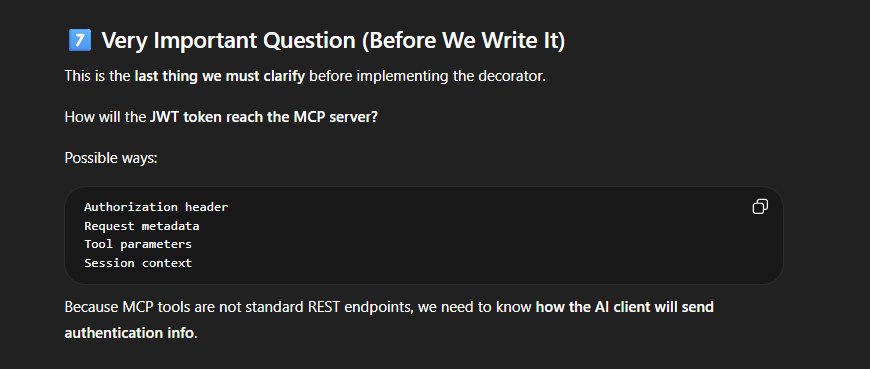 7 Very Important Question (Before We Write It)
This is the last thing we must clarify before implementing the decorator.
How will the JWT token reach the MCP server?
Possible ways:
Authorization header
Request metadata
Tool parameters
Session context
Because MCP tools are not standard REST endpoints, we need to know how the AI client will send
authentication info.